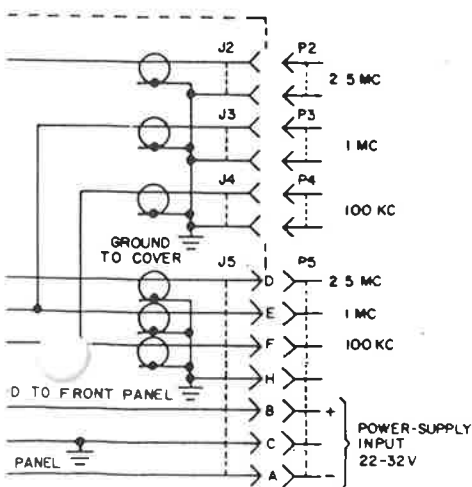 J2 P2
2.5 MC
J3 P3
1 MC
J4 P4
100 KC
GROUND
TO COVER
J5 P5
D 2.5 MC
E 1 MC
F 100 KC
H
D TO FRONT PANEL
B +
C
PANEL
A -
POWER-SUPPLY
INPUT
22-32V